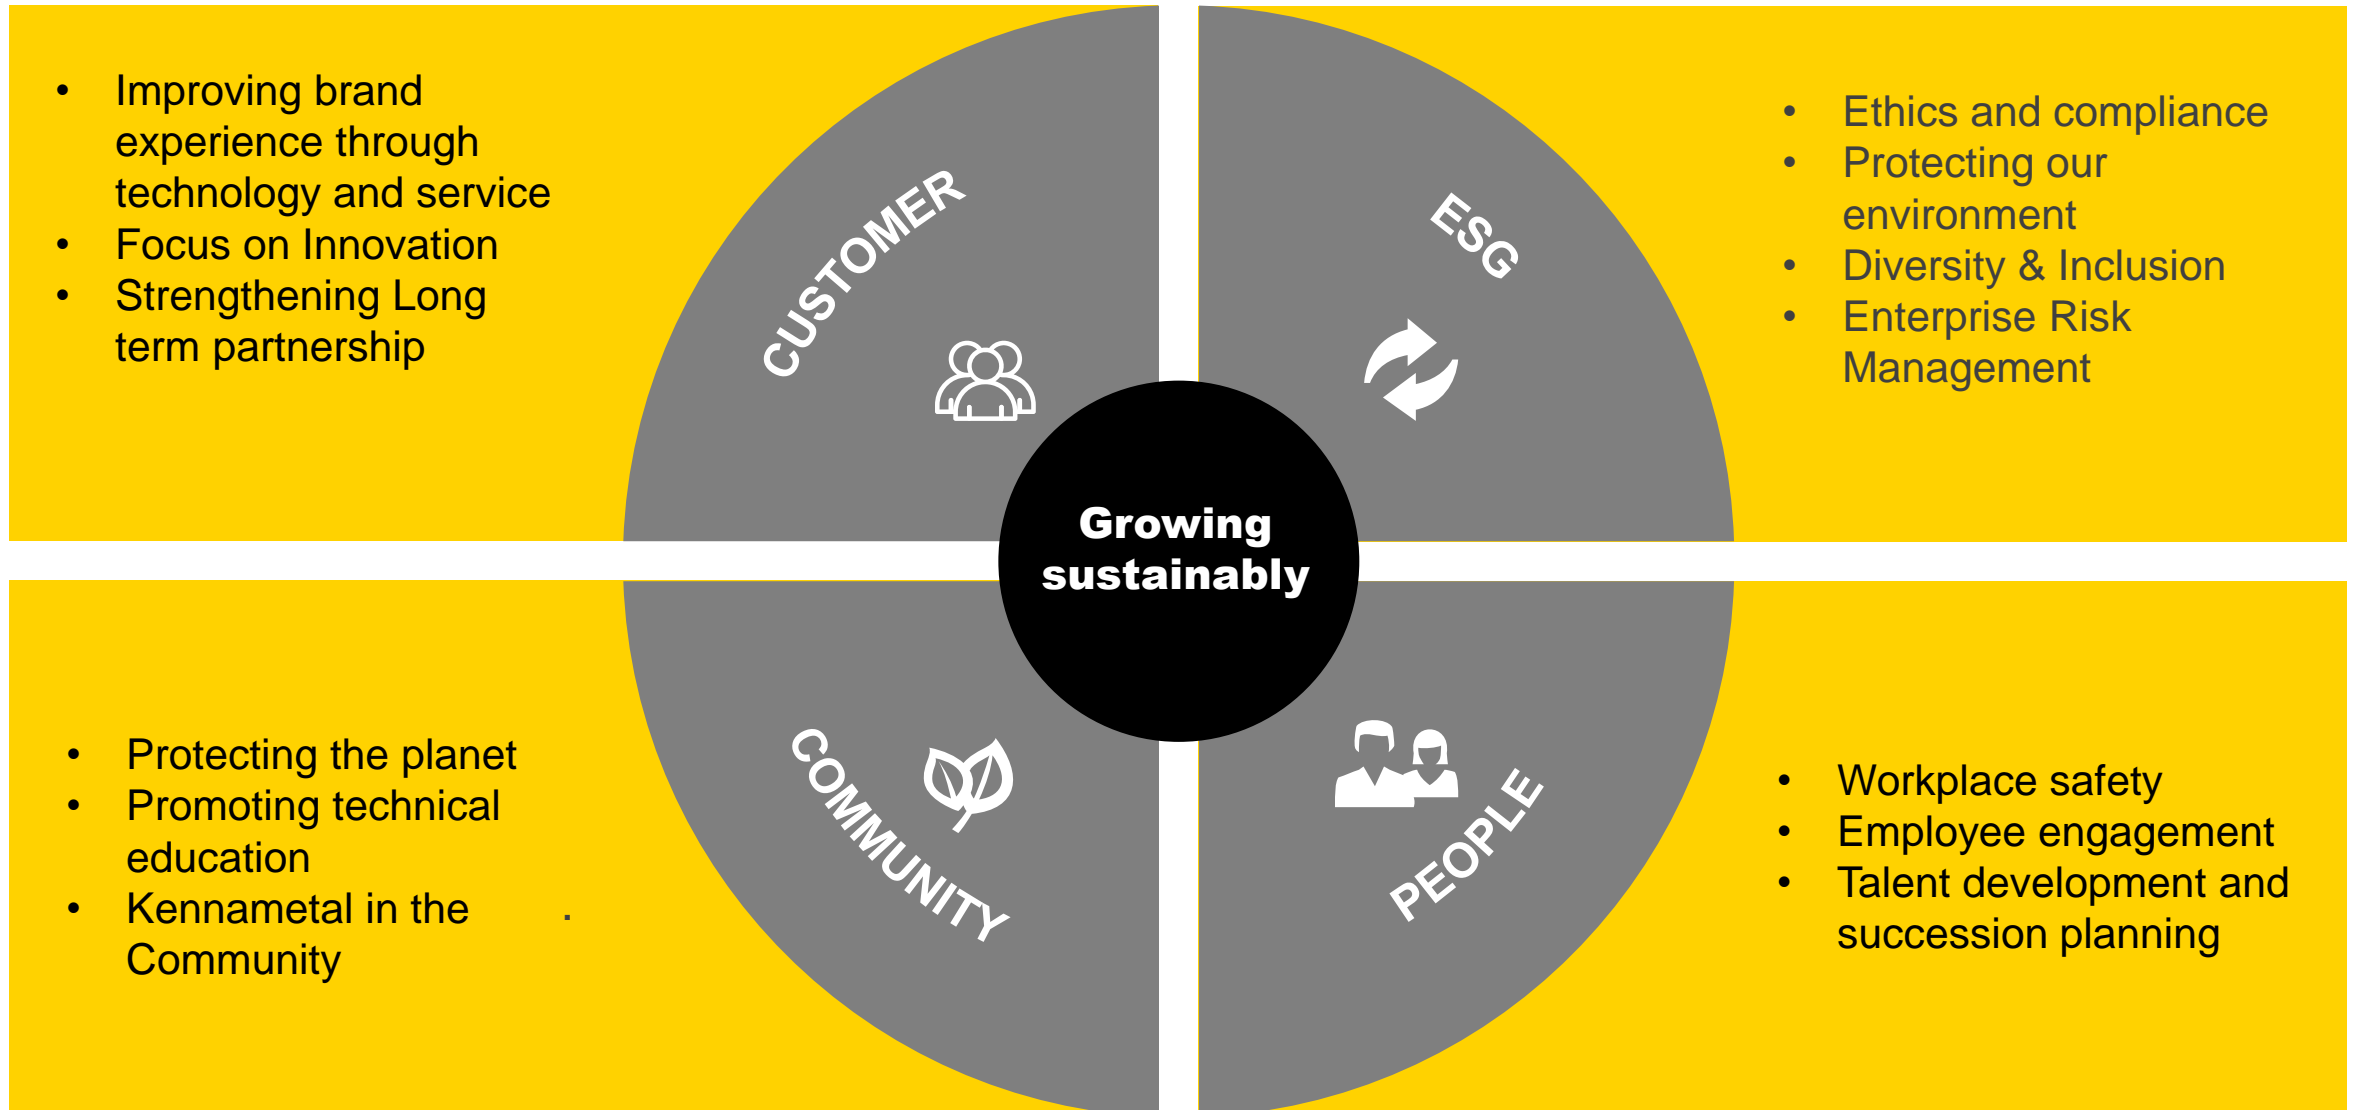 • Improving brand
experience through
technology and service
• Focus on Innovation
• Strengthening Long
term partnership
CUSTOMER
ESG
• Ethics and compliance
• Protecting our
environment
• Diversity & Inclusion
• Enterprise Risk
Management
Growing
sustainably
• Protecting the planet
• Promoting technical
education
• Kennametal in the .
Community
COMMUNITY
PEOPLE
• Workplace safety
• Employee engagement
• Talent development and
succession planning